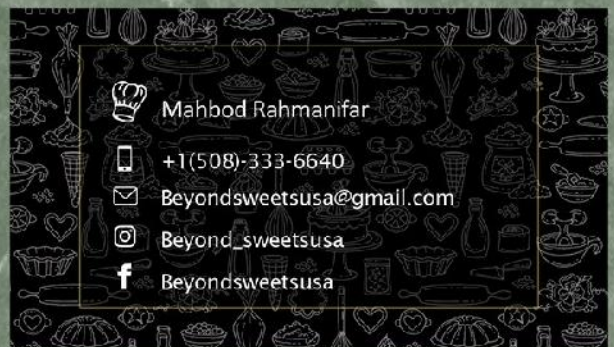 Mahbod Rahmanifar
+1(508)-333-6640
Beyondsweetsusa@gmail.com
Beyond_sweetsusa
Beyondsweetsusa